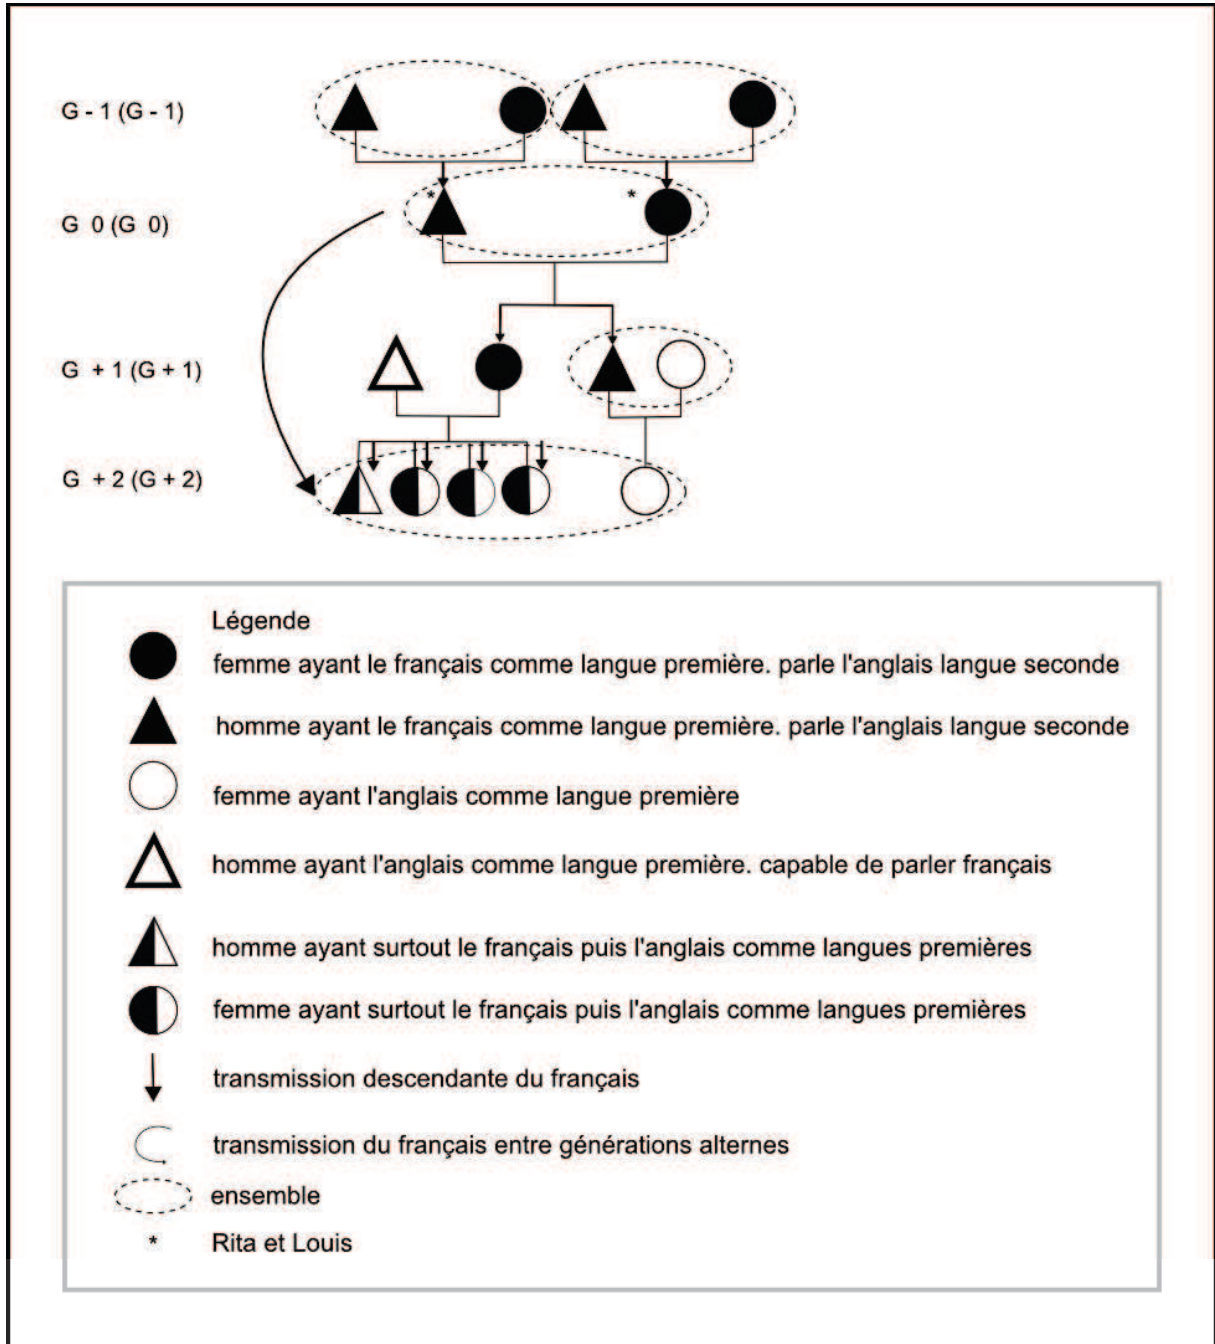 G - 1 (G - 1)
*
*
G 0 (G 0)
G + 1 (G + 1)
G + 2 (G + 2)
Légende
femme ayant le français comme langue première. parle l'anglais langue seconde
homme ayant le français comme langue première. parle l'anglais langue seconde
femme ayant l'anglais comme langue première
homme ayant l'anglais comme langue première. capable de parler français
homme ayant surtout le français puis l'anglais comme langues premières
femme ayant surtout le français puis l'anglais comme langues premières
transmission descendante du français
transmission du français entre générations alternes
ensemble
* Rita et Louis